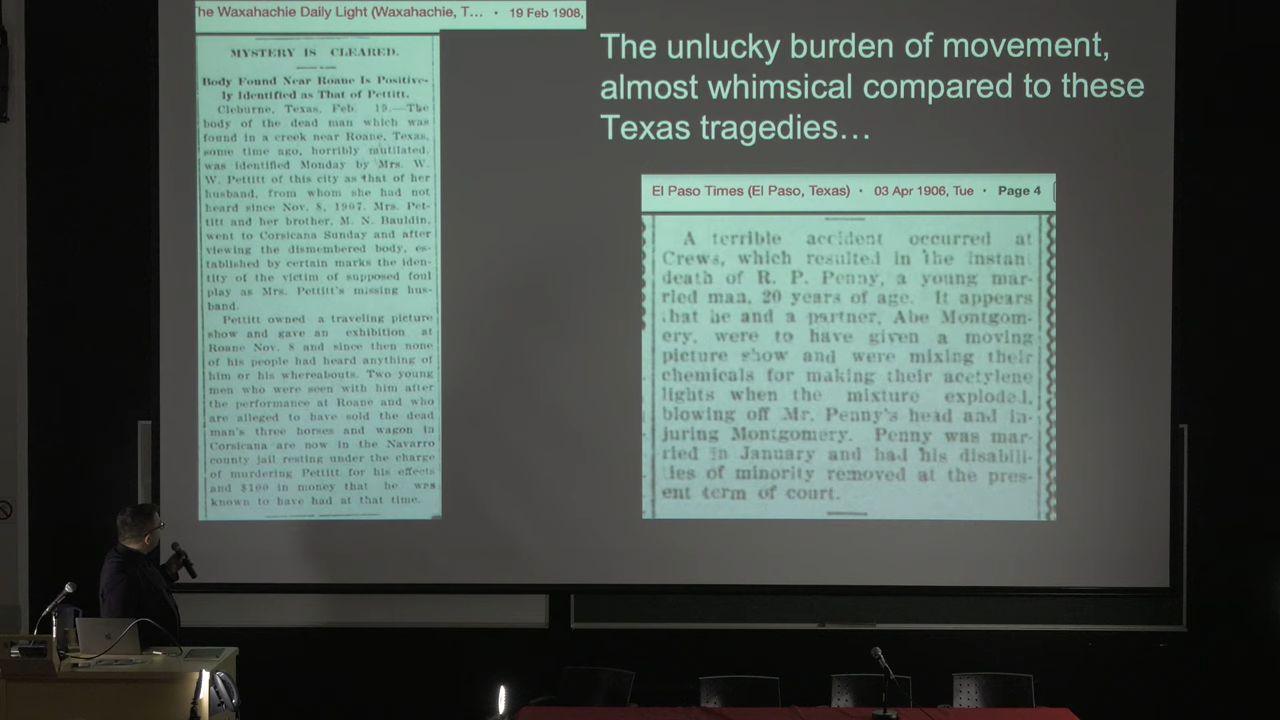 The Waxahachie Daily Light (Waxahachie, T... · 19 Feb 1908,
MYSTERY IS CLEARED.
Body Found Near Roane Is Positive-
ly Identified as That of Pettitt.
Cleburne, Texas, Feb. 19.—The
body of the dead man which was
found in a creek near Roane, Texas,
some time ago, horribly mutilated,
was identified Monday by Mrs. W.
W. Pettitt of this city as that of her
husband, from whom she had not
heard since Nov. 8, 1907. Mrs. Pet-
titt and her brother, M. N. Bauldin,
went to Corsicana Sunday and after
viewing the dismembered body, es-
tablished by certain marks the iden-
tity of the victim of supposed foul
play as Mrs. Pettitt's missing hus-
band.
Pettitt owned a traveling picture
show and gave an exhibition at
Roane Nov. 8 and since then none
of his people had heard anything of
him or his whereabouts. Two young
men who were seen with him after
the performance at Roane and who
are alleged to have sold the dead
man's three horses and wagon in
Corsicana are now in the Navarro
county jail resting under the charge
of murdering Pettitt for his effects
and $100 in money that he was
known to have had at that time.
The unlucky burden of movement,
almost whimsical compared to these
Texas tragedies...
El Paso Times (El Paso, Texas) · 03 Apr 1906, Tue · Page 4
A terrible accident occurred at
Crews, which resulted in the instant
death of R. P. Penny, a young mar-
ried man, 20 years of age. It appears
that he and a partner, Abe Montgom-
ery, were to have given a moving
picture show and were mixing their
chemicals for making their acetylene
lights when the mixture exploded,
blowing off Mr. Penny's head and in-
juring Montgomery. Penny was mar-
ried in January and had his disabili-
ties of minority removed at the pres-
ent term of court.